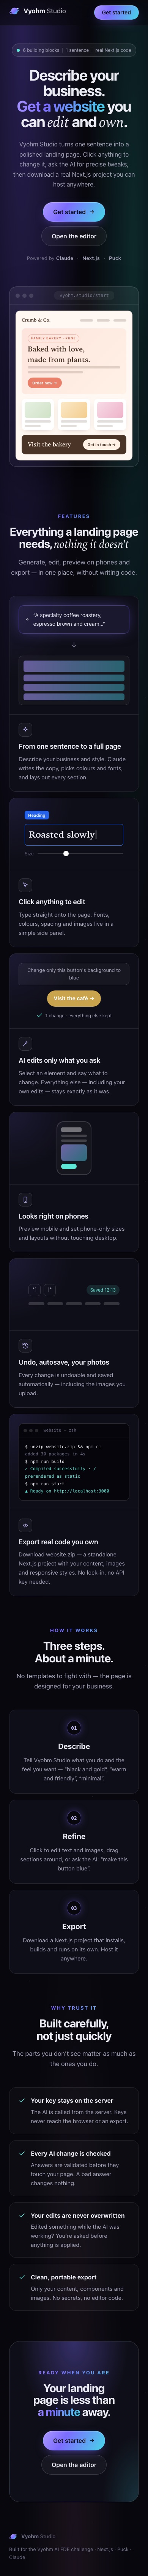 Vyohm Studio
Get started
6 building blocks | 1 sentence | real Next.js code
Describe your
business.
Get a website you
can edit and own.
Vyohm Studio turns one sentence into a
polished landing page. Click anything to
change it, ask the AI for precise tweaks,
then download a real Next.js project you can
host anywhere.
Get started →
Open the editor
Powered by Claude Next.js Puck
vyohm.studio/start
Crumb & Co.
FAMILY BAKERY · PUNE
Baked with love,
made from plants.
Order now →
Visit the bakery
Get in touch →
FEATURES
Everything a landing page
needs, nothing it doesn't
Generate, edit, preview on phones and
export — in one place, without writing code.
"A specialty coffee roastery,
espresso brown and cream..."
From one sentence to a full page
Describe your business and style. Claude
writes the copy, picks colours and fonts,
and lays out every section.
Heading
Roasted slowly
Size
Click anything to edit
Type straight onto the page. Fonts,
colours, spacing and images live in a
simple side panel.
Change only this button's background to
blue
Visit the café →
1 change · everything else kept
AI edits only what you ask
Select an element and say what to
change. Everything else — including your
own edits — stays exactly as it was.
Looks right on phones
Preview mobile and set phone-only sizes
and layouts without touching desktop.
Saved 12:13
Undo, autosave, your photos
Every change is undoable and saved
automatically — including the images you
upload.
website — zsh
$ unzip website.zip && npm ci
added 30 packages in 4s
$ npm run build
✓ Compiled successfully · /
prerendered as static
$ npm run start
▲ Ready on http://localhost:3000
Export real code you own
Download website.zip — a standalone
Next.js project with your content, images
and responsive styles. No lock-in, no API
key needed.
HOW IT WORKS
Three steps.
About a minute.
No templates to fight with — the page is
designed for your business.
01
Describe
Tell Vyohm Studio what you do and the
feel you want — "black and gold", "warm
and friendly", "minimal".
02
Refine
Click to edit text and images, drag
sections around, or ask the AI: "make this
button blue".
03
Export
Download a Next.js project that installs,
builds and runs on its own. Host it
anywhere.
WHY TRUST IT
Built carefully,
not just quickly
The parts you don't see matter as much as
the ones you do.
Your key stays on the server
The AI is called from the server. Keys
never reach the browser or an export.
Every AI change is checked
Answers are validated before they
touch your page. A bad answer
changes nothing.
Your edits are never overwritten
Edited something while the AI was
working? You're asked before
anything is applied.
Clean, portable export
Only your content, components and
images. No secrets, no editor code.
READY WHEN YOU ARE
Your landing
page is less than
a minute away.
Get started →
Open the editor
Vyohm Studio
Built for the Vyohm AI FDE challenge · Next.js · Puck ·
Claude